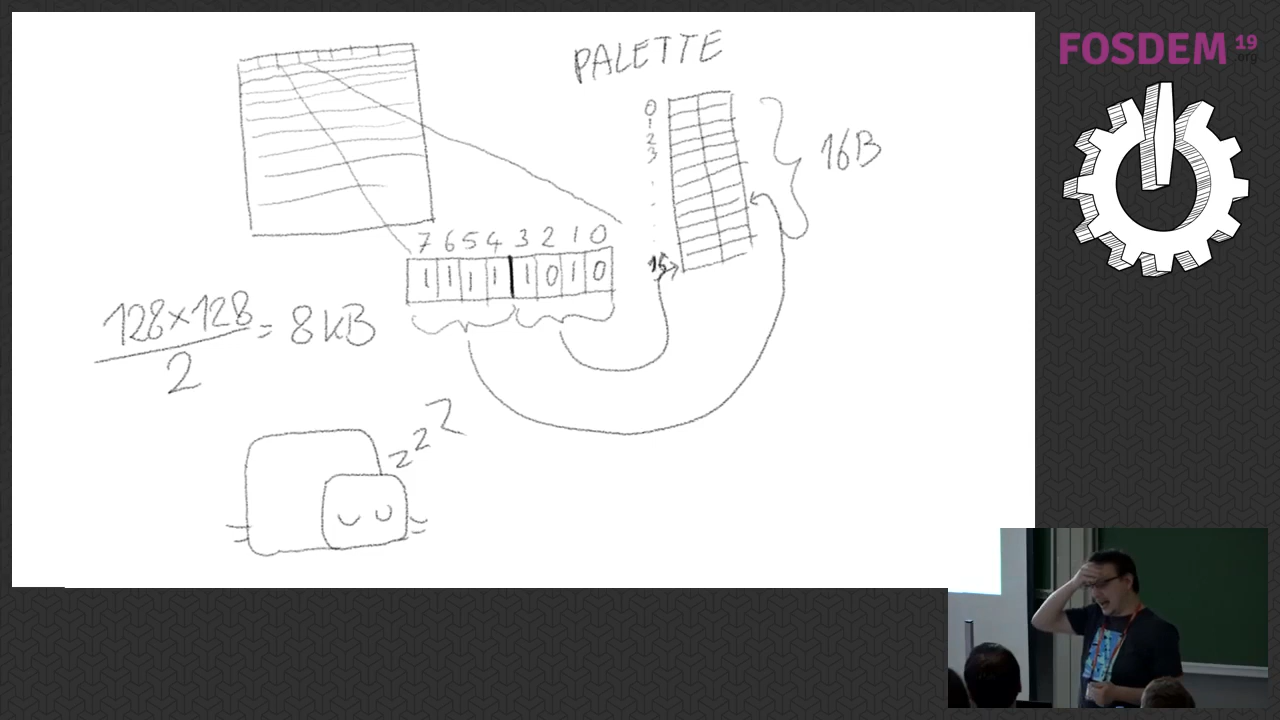 PALETTE
0
1
2
3
15
16B
7 6 5 4 3 2 1 0
1 1 1 1 1 0 1 0
128×128
2
= 8kB
z z Z
FOSDEM 19
.org